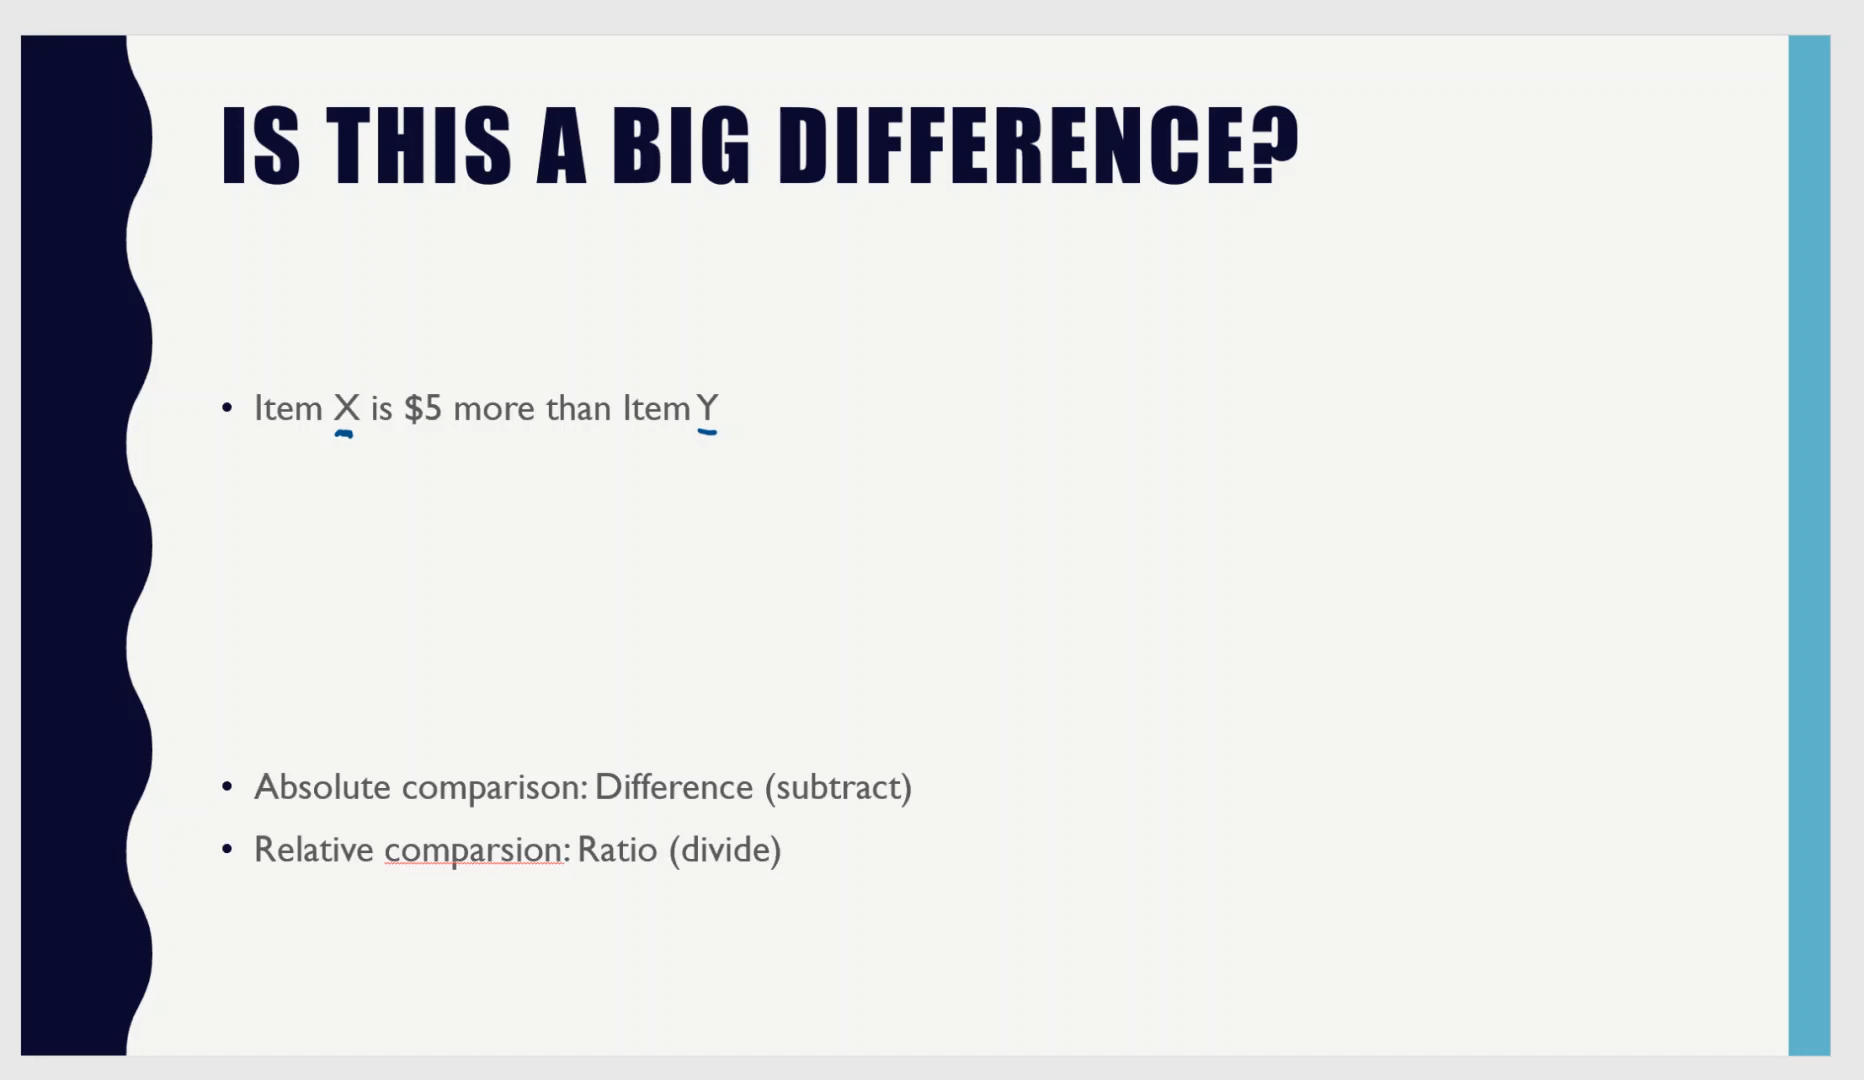 IS THIS A BIG DIFFERENCE?
• Item X is $5 more than Item Y
• Absolute comparison: Difference (subtract)
• Relative comparsion: Ratio (divide)